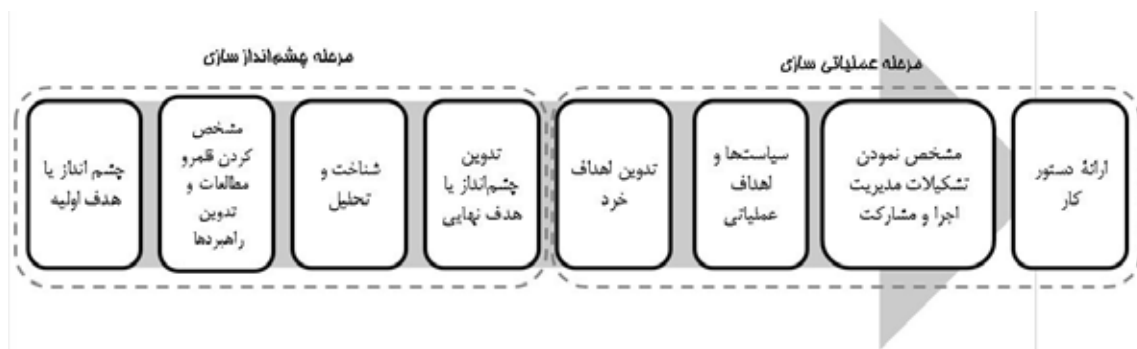 مرحله چشم‌انداز سازی
مرحله عملیاتی سازی
چشم انداز یا
هدف اولیه
مشخص
کردن قلمرو
مطالعات و
تدوین
راهبردها
شناخت و
تحلیل
تدوین
چشم‌انداز یا
هدف نهایی
تدوین اهداف
خرد
سیاست‌ها و
اهداف
عملیاتی
مشخص نمودن
تشکیلات مدیریت
اجرا و مشارکت
ارائهٔ دستور
کار